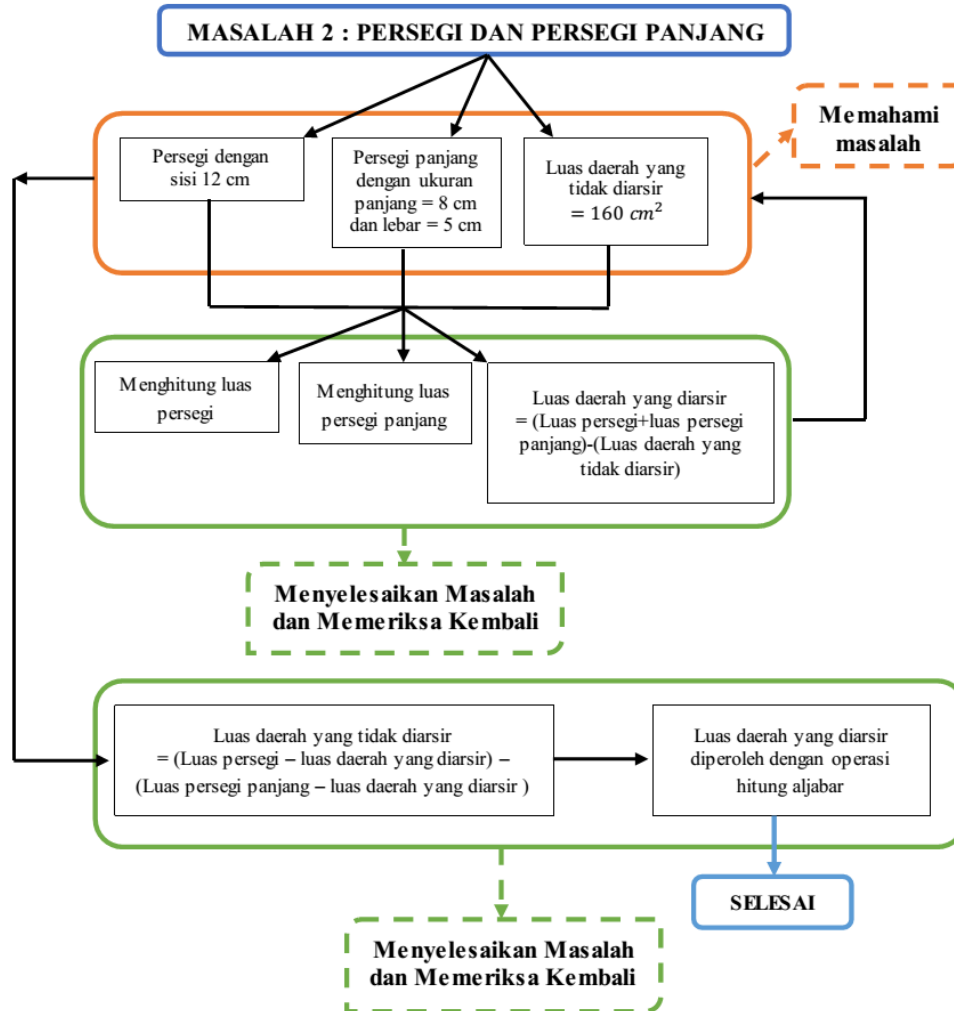 MASALAH 2 : PERSEGI DAN PERSEGI PANJANG
Memahami
masalah
Persegi dengan
sisi 12 cm
Persegi panjang
dengan ukuran
panjang = 8 cm
dan lebar = 5 cm
Luas daerah yang
tidak diarsir
= 160 cm²
Menghitung luas
persegi
Menghitung luas
persegi panjang
Luas daerah yang diarsir
= (Luas persegi+luas persegi
panjang)-(Luas daerah yang
tidak diarsir)
Menyelesaikan Masalah
dan Memeriksa Kembali
Luas daerah yang tidak diarsir
= (Luas persegi – luas daerah yang diarsir) –
(Luas persegi panjang – luas daerah yang diarsir )
Luas daerah yang diarsir
diperoleh dengan operasi
hitung aljabar
SELESAI
Menyelesaikan Masalah
dan Memeriksa Kembali